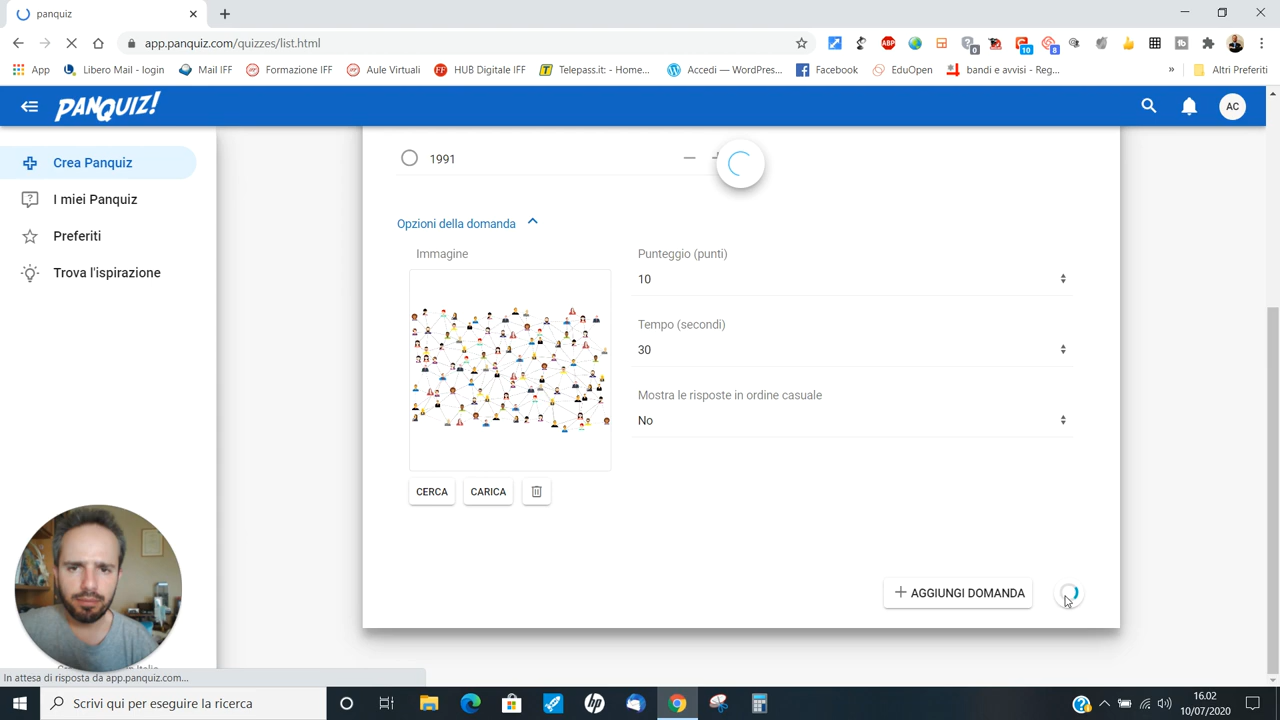 panquiz
app.panquiz.com/quizzes/list.html
App
Libero Mail - login
Mail IFF
Formazione IFF
Aule Virtuali
HUB Digitale IFF
Telepass.it: - Home...
Accedi — WordPress...
Facebook
EduOpen
bandi e avvisi - Reg...
»
Altri Preferiti
PANQUIZ!
AC
Crea Panquiz
I miei Panquiz
Preferiti
Trova l'ispirazione
1991
Opzioni della domanda
Immagine
CERCA
CARICA
Punteggio (punti)
10
Tempo (secondi)
30
Mostra le risposte in ordine casuale
No
AGGIUNGI DOMANDA
In attesa di risposta da app.panquiz.com...
Scrivi qui per eseguire la ricerca
16.02
10/07/2020